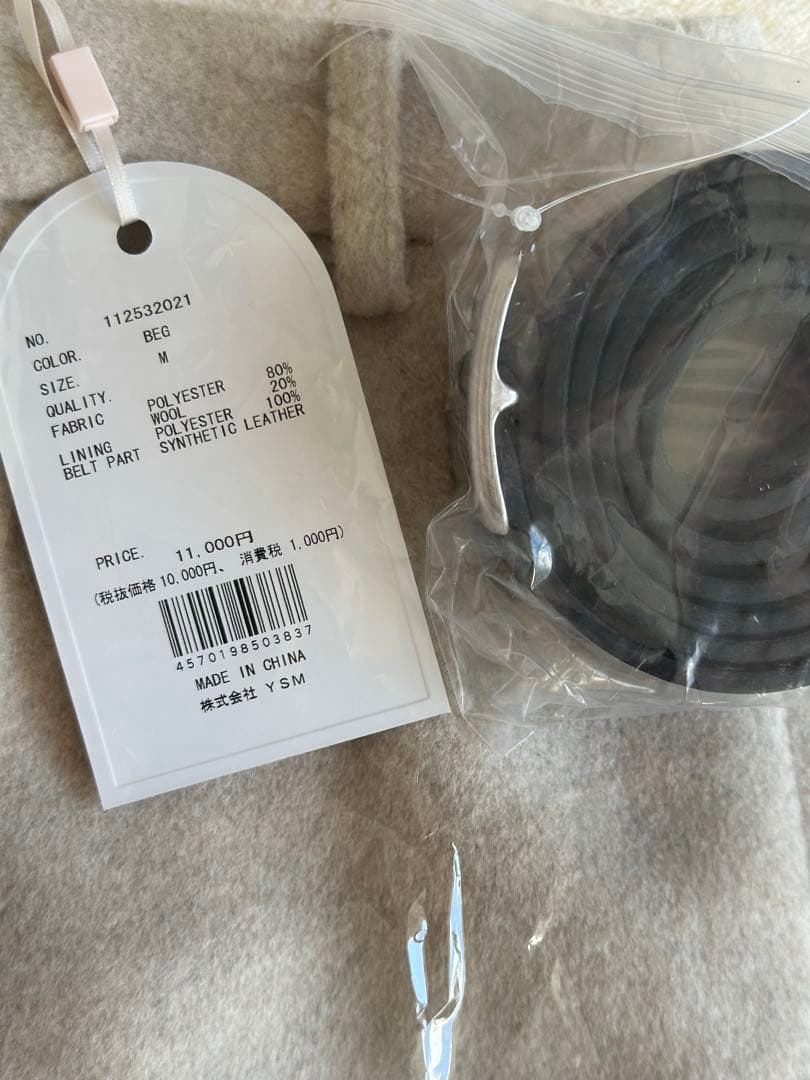 NO. 112532021
COLOR. BEG
SIZE. M
QUALITY.
FABRIC POLYESTER 80%
WOOL 20%
LINING POLYESTER 100%
BELT PART SYNTHETIC LEATHER
PRICE. 11,000円
(税抜価格 10,000円、 消費税 1,000円)
4570198503837
MADE IN CHINA
株式会社 YSM